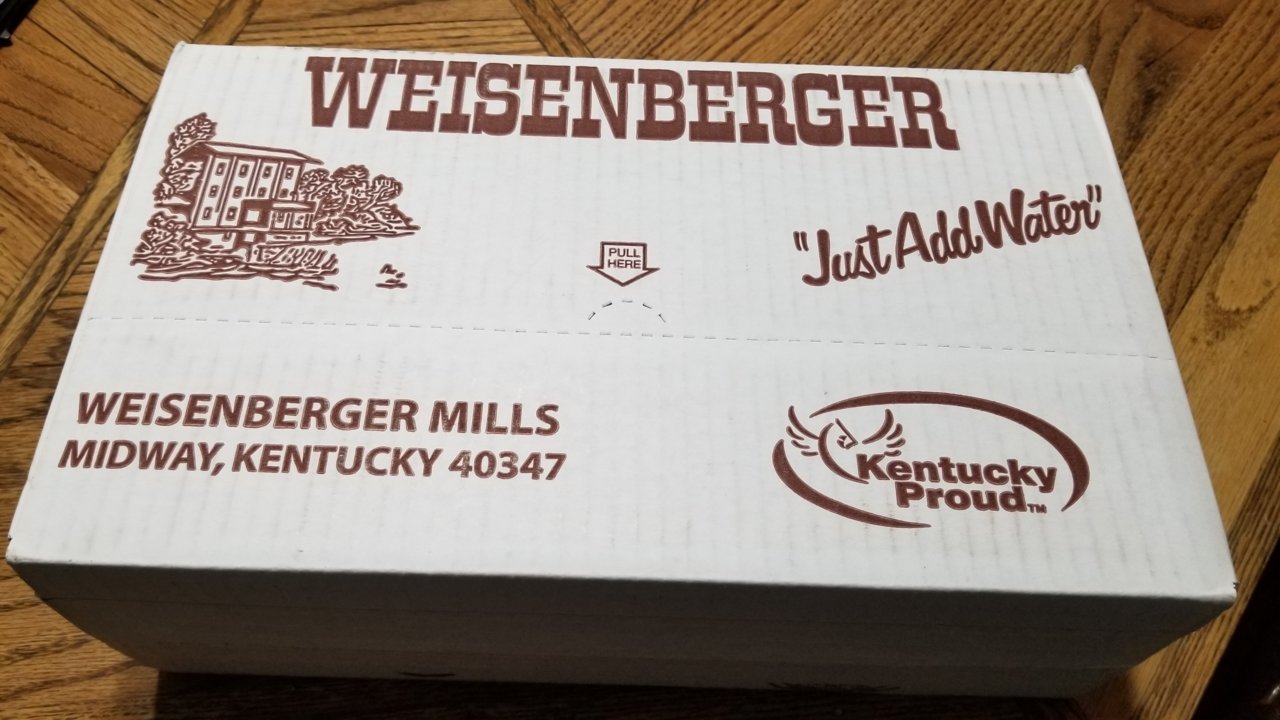 WEISENBERGER
"Just Add Water"
PULL
HERE
WEISENBERGER MILLS
MIDWAY, KENTUCKY 40347
Kentucky
Proud™